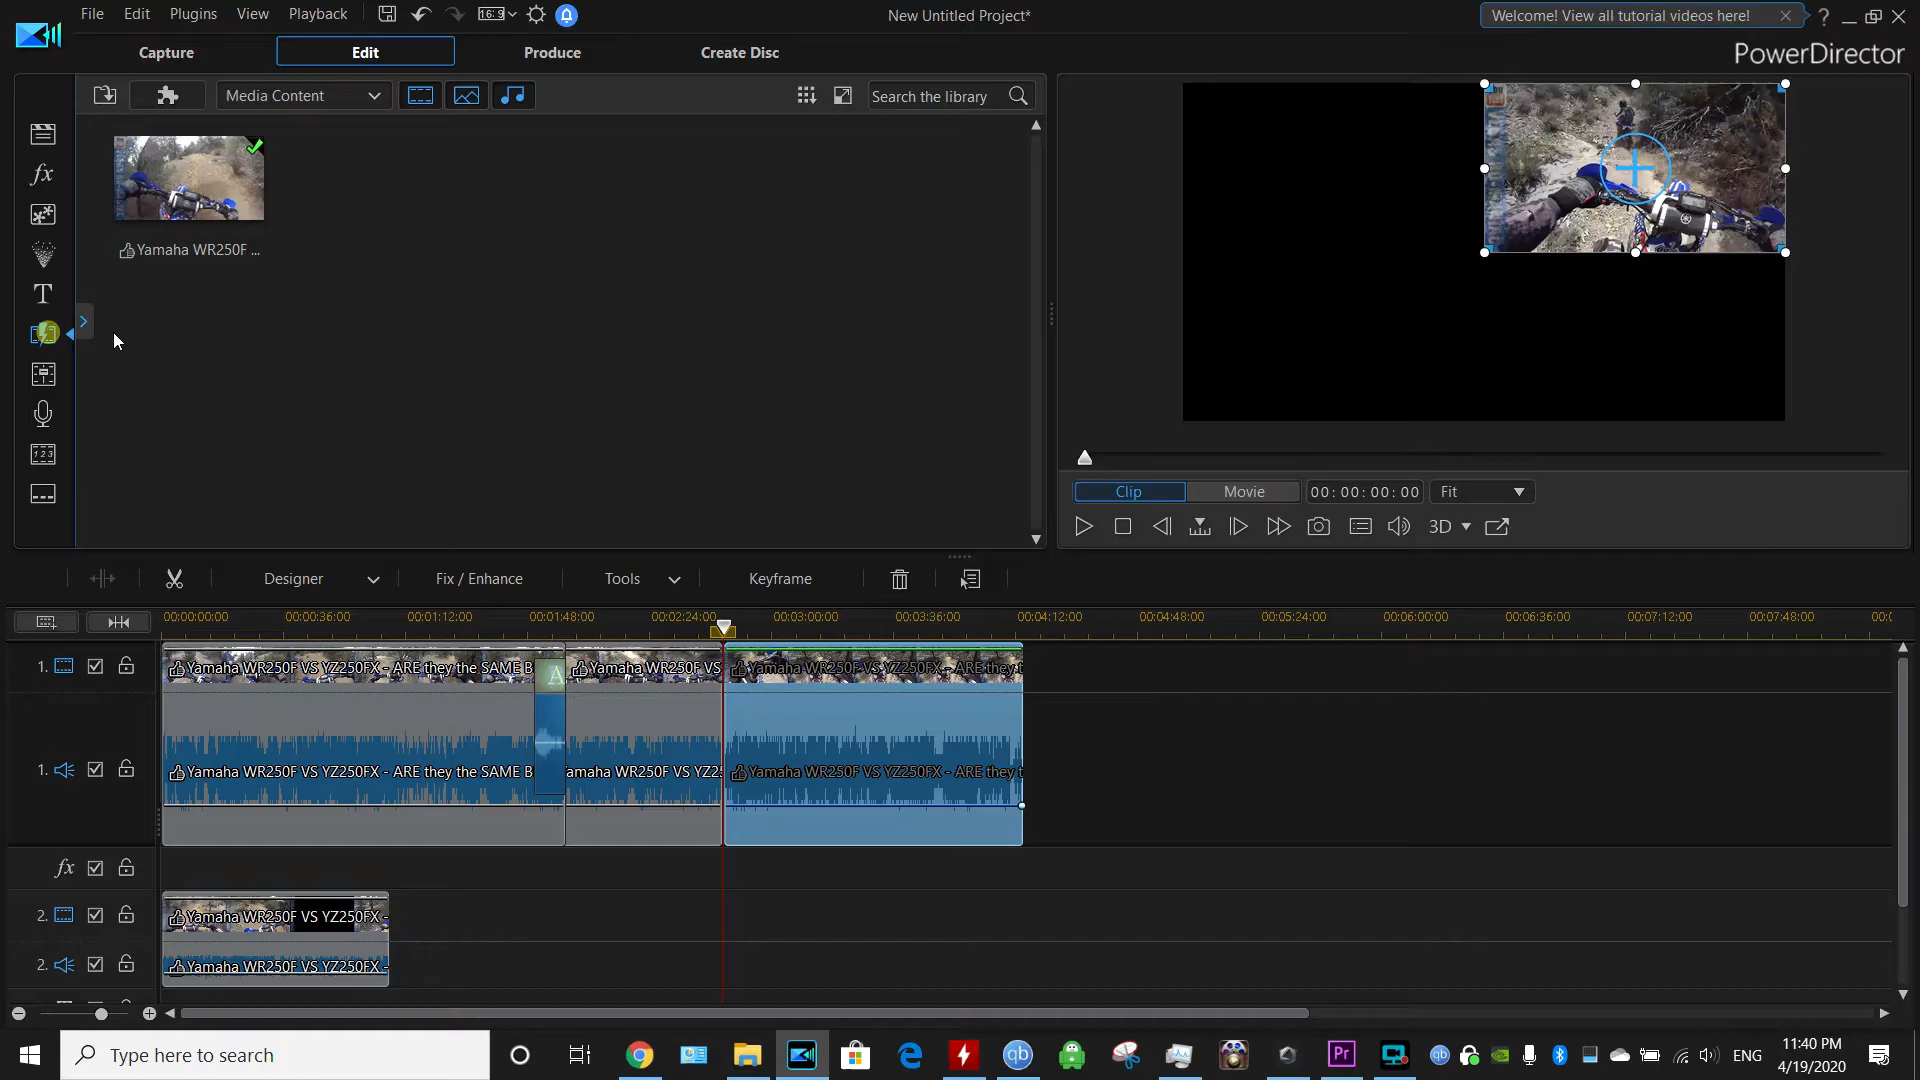 File Edit Plugins View Playback 16:9 New Untitled Project* Welcome! View all tutorial videos here! ?
Capture Edit Produce Create Disc PowerDirector
Media Content Search the library
Yamaha WR250F ...
fx
T
1 2 3
Clip Movie 00:00:00:00 Fit
3D
Designer Fix / Enhance Tools Keyframe
00:00:00:00 00:00:36:00 00:01:12:00 00:01:48:00 00:02:24:00 00:03:00:00 00:03:36:00 00:04:12:00 00:04:48:00 00:05:24:00 00:06:00:00 00:06:36:00 00:07:12:00 00:07:48:00
1. Yamaha WR250F VS YZ250FX - ARE they the SAME B A Yamaha WR250F VS Yamaha WR250F VS YZ250FX - ARE they t
1. Yamaha WR250F VS YZ250FX - ARE they the SAME B amaha WR250F VS YZ2 Yamaha WR250F VS YZ250FX - ARE they t
fx
2. Yamaha WR250F VS YZ250FX -
2. Yamaha WR250F VS YZ250FX -
Type here to search qb Pr qb ENG 11:40 PM
4/19/2020